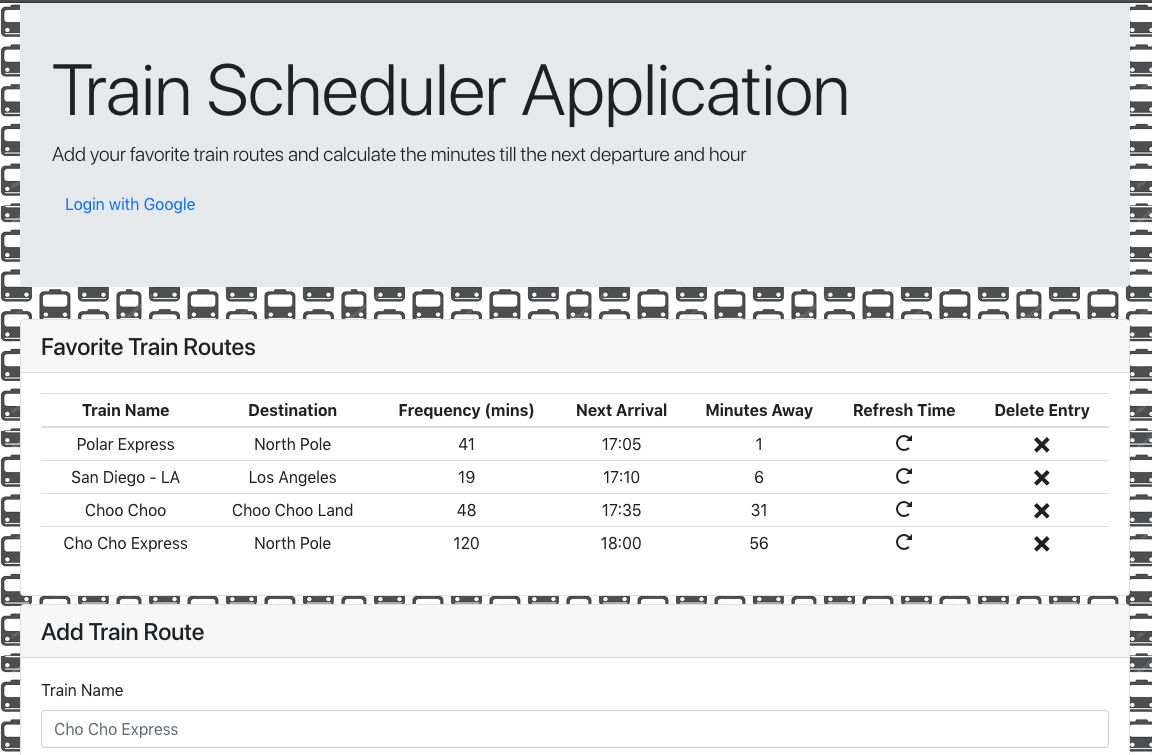 Train Scheduler Application
Add your favorite train routes and calculate the minutes till the next departure and hour
Login with Google
Favorite Train Routes
Train Name Destination Frequency (mins) Next Arrival Minutes Away Refresh Time Delete Entry
Polar Express North Pole 41 17:05 1
San Diego - LA Los Angeles 19 17:10 6
Choo Choo Choo Choo Land 48 17:35 31
Cho Cho Express North Pole 120 18:00 56
Add Train Route
Train Name
Cho Cho Express